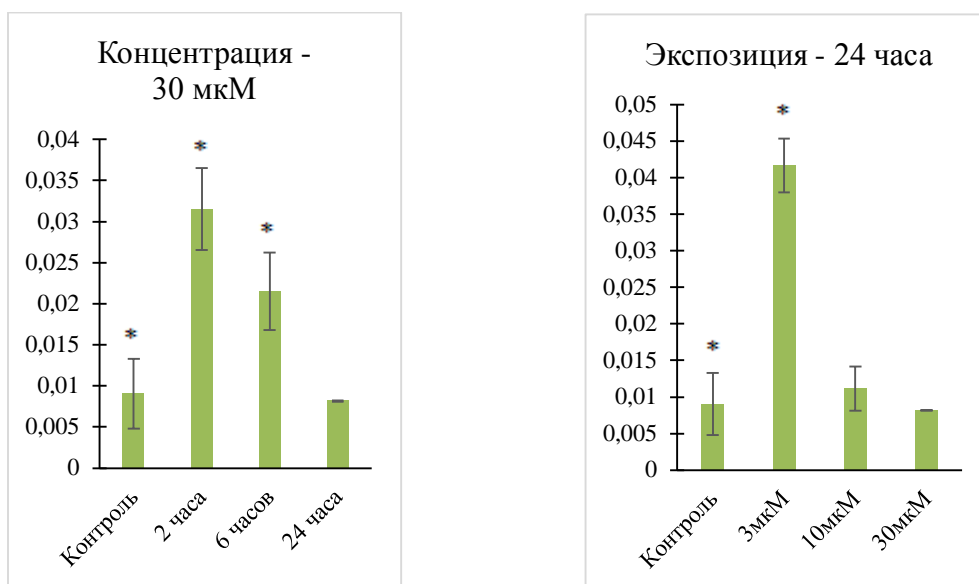 Концентрация -
30 мкМ
0,04
0,035
0,03
0,025
0,02
0,015
0,01
0,005
0
*
*
*
Контроль
2 часа
6 часов
24 часа
Экспозиция - 24 часа
0,05
0,045
0,04
0,035
0,03
0,025
0,02
0,015
0,01
0,005
0
*
*
Контроль
3мкМ
10мкМ
30мкМ